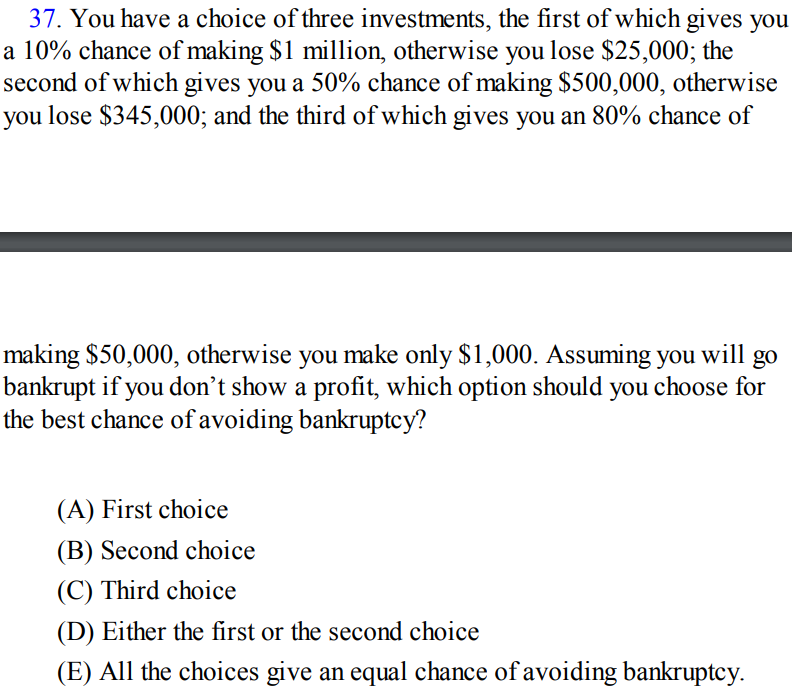 37. You have a choice of three investments, the first of which gives you
a 10% chance of making $1 million, otherwise you lose $25,000; the
second of which gives you a 50% chance of making $500,000, otherwise
you lose $345,000; and the third of which gives you an 80% chance of
making $50,000, otherwise you make only $1,000. Assuming you will go
bankrupt if you don’t show a profit, which option should you choose for
the best chance of avoiding bankruptcy?
(A) First choice
(B) Second choice
(C) Third choice
(D) Either the first or the second choice
(E) All the choices give an equal chance of avoiding bankruptcy.